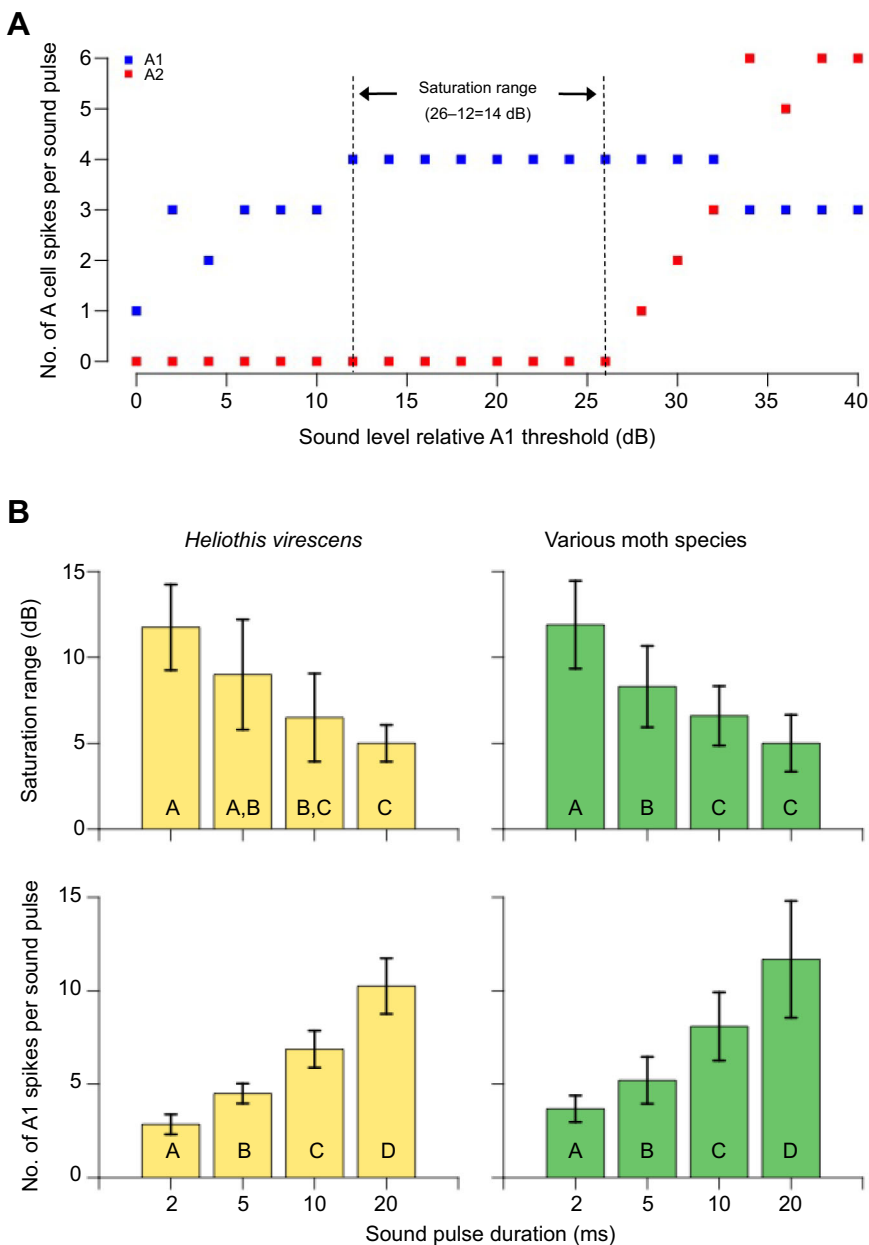 A
No. of A cell spikes per sound pulse
6
5
4
3
2
1
0
A1
A2
Saturation range
(26–12=14 dB)
0 5 10 15 20 25 30 35 40
Sound level relative A1 threshold (dB)
B
Heliothis virescens
Various moth species
Saturation range (dB)
15
10
5
0
A A,B B,C C
A B C C
No. of A1 spikes per sound pulse
15
10
5
0
A B C D
A B C D
2 5 10 20
2 5 10 20
Sound pulse duration (ms)